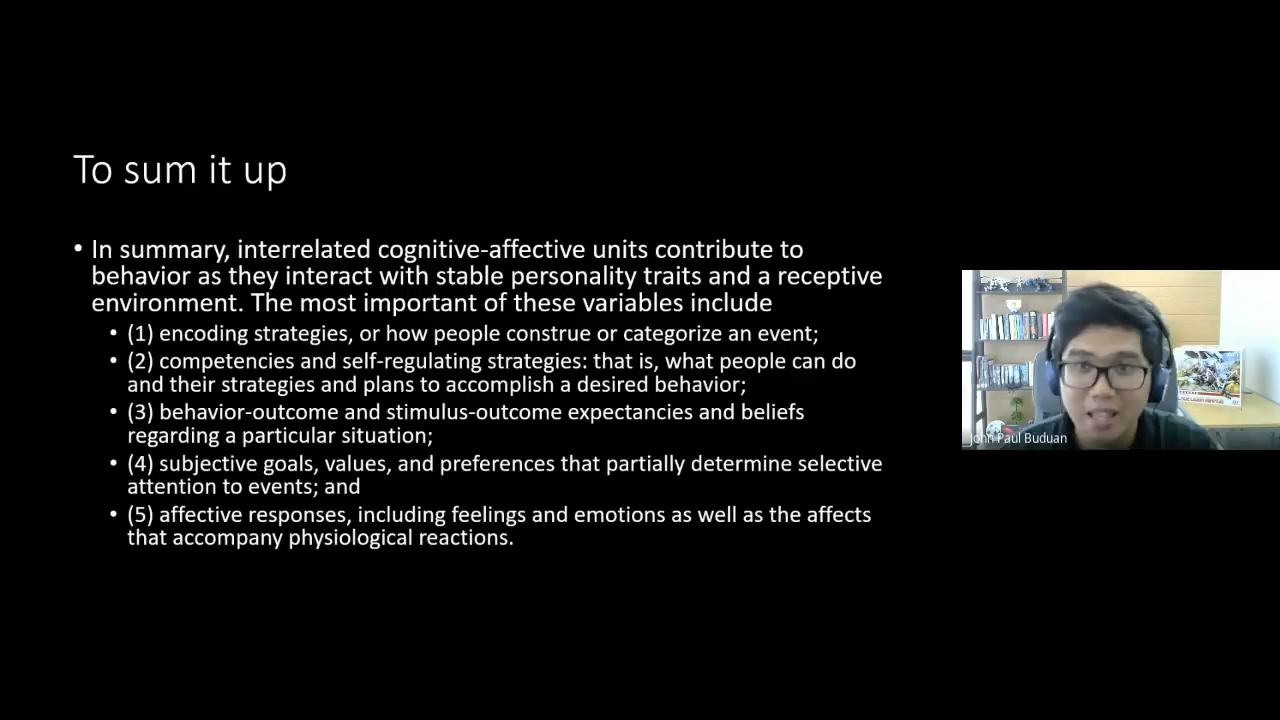 To sum it up
• In summary, interrelated cognitive-affective units contribute to
behavior as they interact with stable personality traits and a receptive
environment. The most important of these variables include
• (1) encoding strategies, or how people construe or categorize an event;
• (2) competencies and self-regulating strategies: that is, what people can do
and their strategies and plans to accomplish a desired behavior;
• (3) behavior-outcome and stimulus-outcome expectancies and beliefs
regarding a particular situation;
• (4) subjective goals, values, and preferences that partially determine selective
attention to events; and
• (5) affective responses, including feelings and emotions as well as the affects
that accompany physiological reactions.
John Paul Buduan